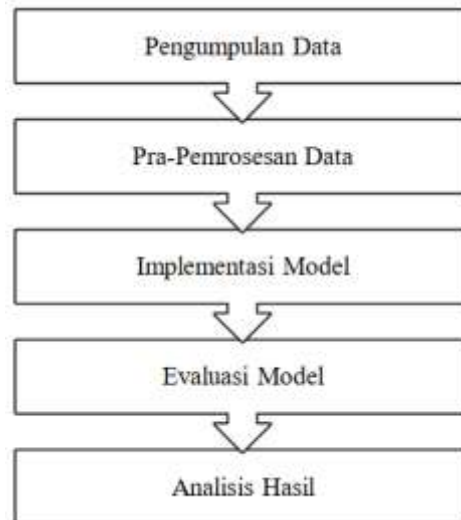 Pengumpulan Data
Pra-Pemrosesan Data
Implementasi Model
Evaluasi Model
Analisis Hasil